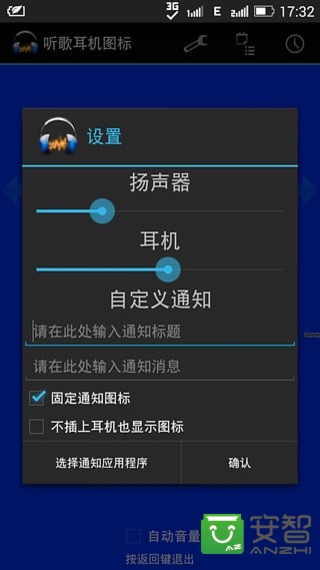 3G E 17:32
听歌耳机图标
设置
扬声器
耳机
自定义通知
请在此处输入通知标题
请在此处输入通知消息
固定通知图标
不插上耳机也显示图标
选择通知应用程序 确认
自动音量
按返回键退出
AZ 安智
ANZHI